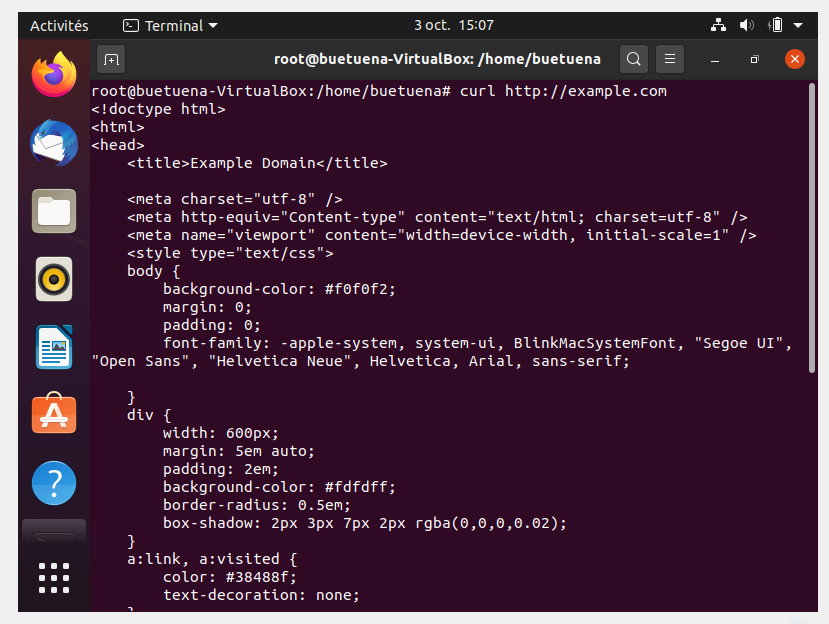 Activités Terminal 3 oct. 15:07
root@buetuena-VirtualBox: /home/buetuena
root@buetuena-VirtualBox:/home/buetuena# curl http://example.com
<!doctype html>
<html>
<head>
    <title>Example Domain</title>

    <meta charset="utf-8" />
    <meta http-equiv="Content-type" content="text/html; charset=utf-8" />
    <meta name="viewport" content="width=device-width, initial-scale=1" />
    <style type="text/css">
    body {
        background-color: #f0f0f2;
        margin: 0;
        padding: 0;
        font-family: -apple-system, system-ui, BlinkMacSystemFont, "Segoe UI",
"Open Sans", "Helvetica Neue", Helvetica, Arial, sans-serif;

    }
    div {
        width: 600px;
        margin: 5em auto;
        padding: 2em;
        background-color: #fdfdff;
        border-radius: 0.5em;
        box-shadow: 2px 3px 7px 2px rgba(0,0,0,0.02);
    }
    a:link, a:visited {
        color: #38488f;
        text-decoration: none;
    }